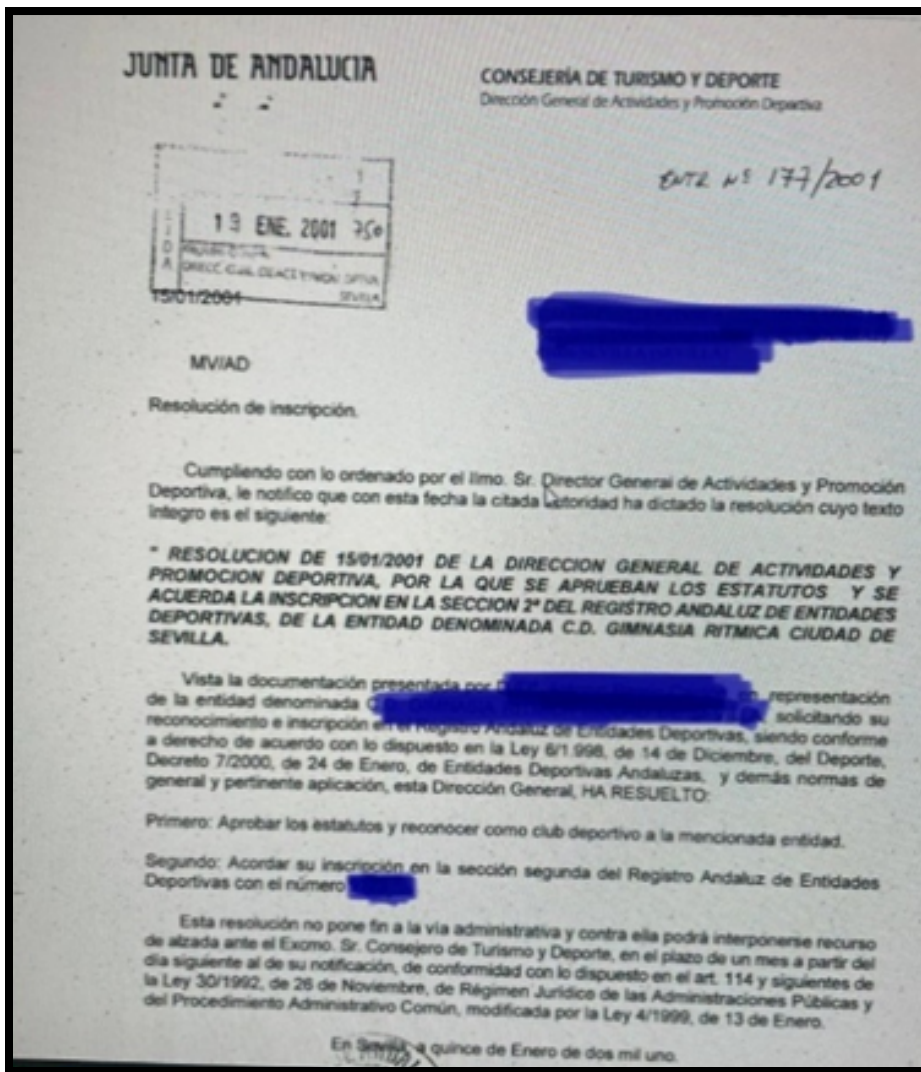 JUNTA DE ANDALUCIA
CONSEJERÍA DE TURISMO Y DEPORTE
Dirección General de Actividades y Promoción Deportiva
ENTR Nº 177/2001
19 ENE. 2001 750
SEVILLA
15/01/2001
MV/AD
Resolución de inscripción.
Cumpliendo con lo ordenado por el Ilmo. Sr. Director General de Actividades y Promoción
Deportiva, le notifico que con esta fecha la citada autoridad ha dictado la resolución cuyo texto
íntegro es el siguiente:
" RESOLUCION DE 15/01/2001 DE LA DIRECCION GENERAL DE ACTIVIDADES Y
PROMOCION DEPORTIVA, POR LA QUE SE APRUEBAN LOS ESTATUTOS Y SE
ACUERDA LA INSCRIPCION EN LA SECCION 2ª DEL REGISTRO ANDALUZ DE ENTIDADES
DEPORTIVAS, DE LA ENTIDAD DENOMINADA C.D. GIMNASIA RITMICA CIUDAD DE
SEVILLA.
Vista la documentación presentada por representación
de la entidad denominada solicitando su
reconocimiento e inscripción en el Registro Andaluz de Entidades Deportivas, siendo conforme
a derecho de acuerdo con lo dispuesto en la Ley 6/1.998, de 14 de Diciembre, del Deporte,
Decreto 7/2000, de 24 de Enero, de Entidades Deportivas Andaluzas, y demás normas de
general y pertinente aplicación, esta Dirección General, HA RESUELTO:
Primero: Aprobar los estatutos y reconocer como club deportivo a la mencionada entidad.
Segundo: Acordar su inscripción en la sección segunda del Registro Andaluz de Entidades
Deportivas con el número
Esta resolución no pone fin a la vía administrativa y contra ella podrá interponerse recurso
de alzada ante el Excmo. Sr. Consejero de Turismo y Deporte, en el plazo de un mes a partir del
día siguiente al de su notificación, de conformidad con lo dispuesto en el art. 114 y siguientes de
la Ley 30/1992, de 26 de Noviembre, de Régimen Jurídico de las Administraciones Públicas y
del Procedimiento Administrativo Común, modificada por la Ley 4/1999, de 13 de Enero.
En Sevilla, a quince de Enero de dos mil uno.